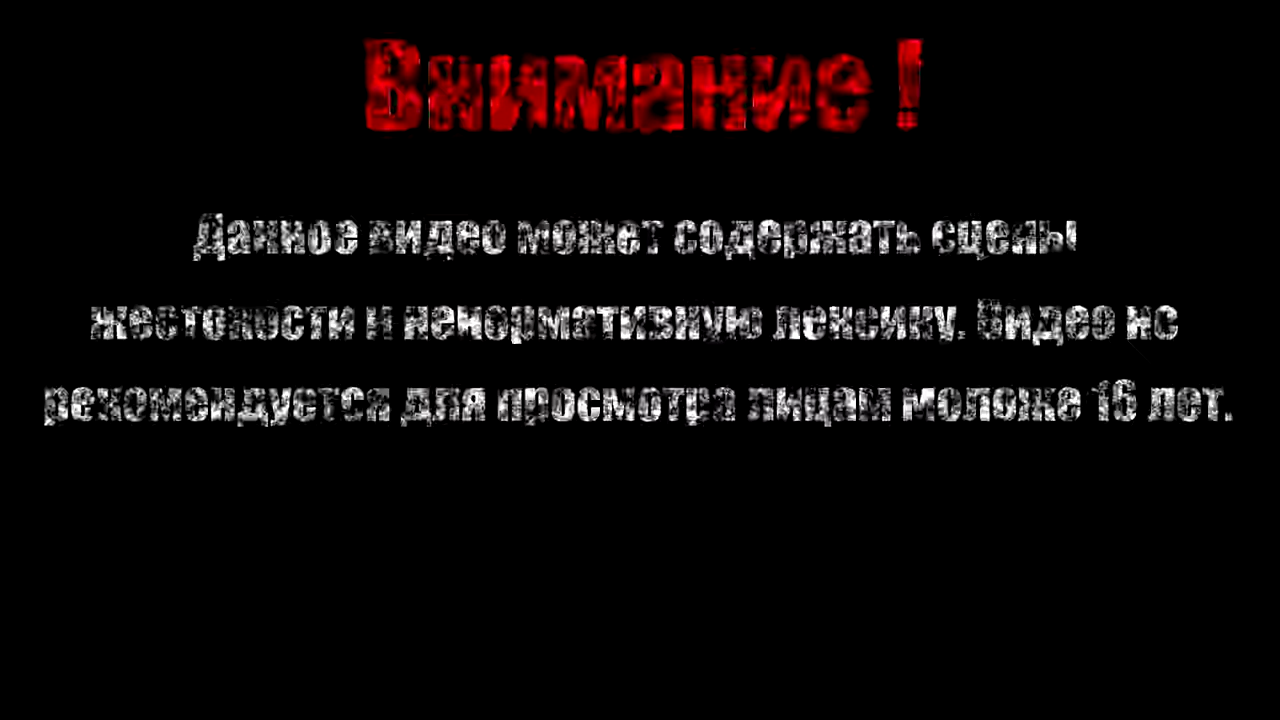 Внимание !
Данное видео может содержать сцены
жестокости и ненормативную лексику. Видео не
рекомендуется для просмотра лицам моложе 16 лет.